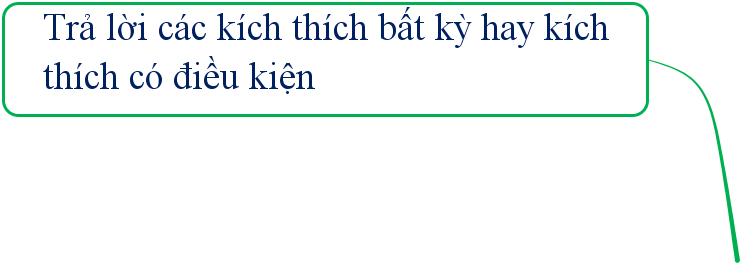 Trả lời các kích thích bất kỳ hay kích
thích có điều kiện